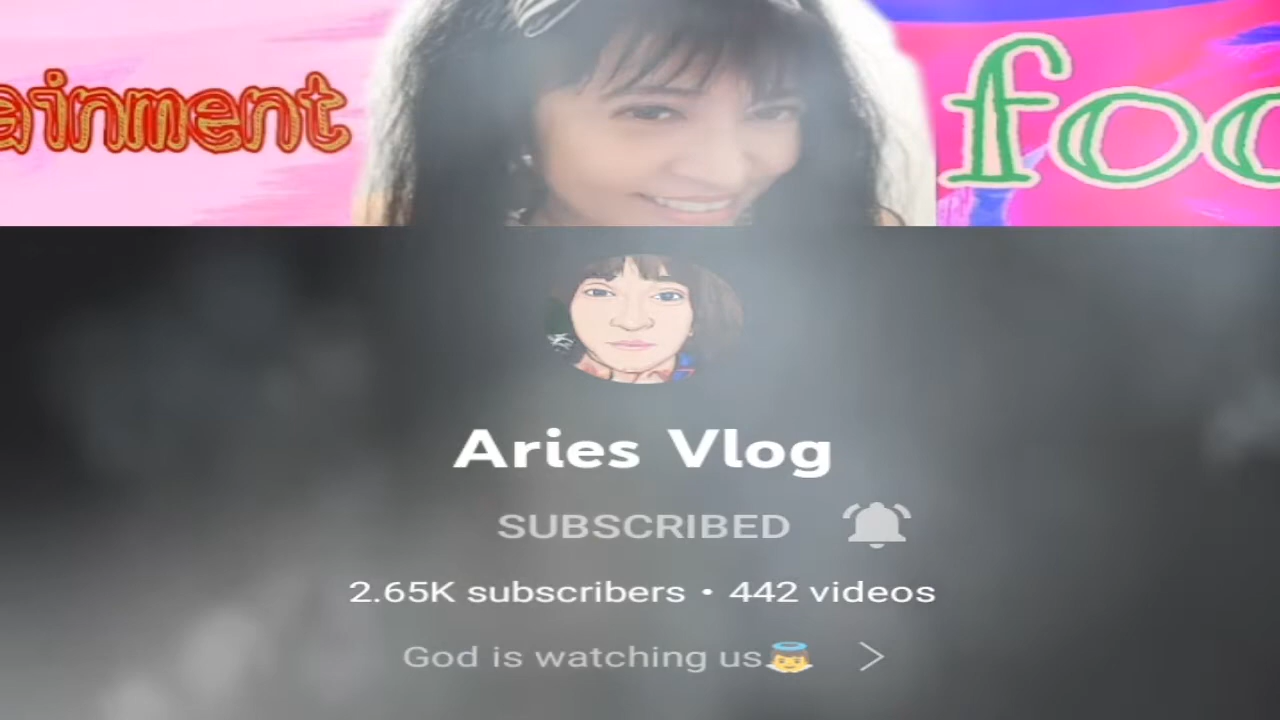 ainment
foo
Aries Vlog
SUBSCRIBED
2.65K subscribers • 442 videos
God is watching us👼